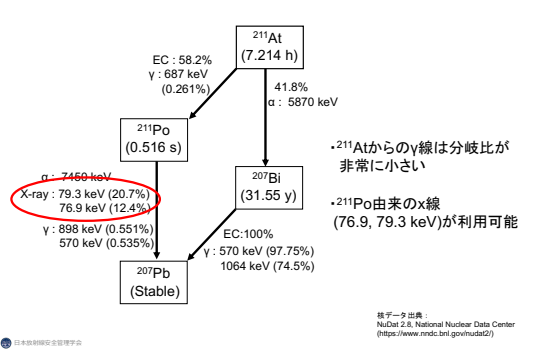 ²¹¹At
(7.214 h)
EC : 58.2%
γ : 687 keV
(0.261%)
41.8%
α : 5870 keV
²¹¹Po
(0.516 s)
α : 7450 keV
X-ray : 79.3 keV (20.7%)
76.9 keV (12.4%)
γ : 898 keV (0.551%)
570 keV (0.535%)
²⁰⁷Bi
(31.55 y)
EC:100%
γ : 570 keV (97.75%)
1064 keV (74.5%)
²⁰⁷Pb
(Stable)
・²¹¹Atからのγ線は分岐比が
非常に小さい
・²¹¹Po由来のx線
(76.9, 79.3 keV)が利用可能
核データ出典：
NuDat 2.8, National Nuclear Data Center
(https://www.nndc.bnl.gov/nudat2/)
日本放射線安全管理学会